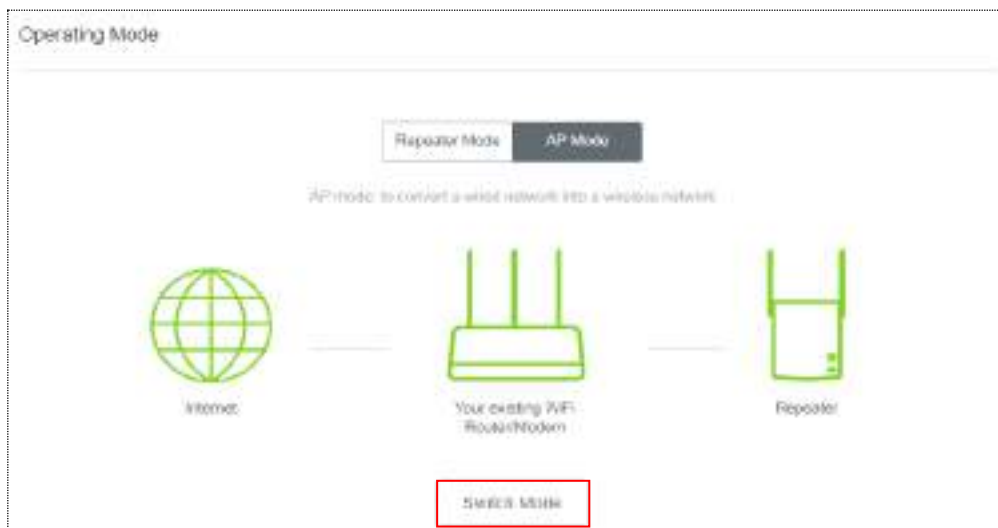 Operating Mode
Repeater Mode
AP Mode
AP mode: to convert a wired network into a wireless network
Internet
Your existing WiFi
Router/Modem
Repeater
Switch Mode